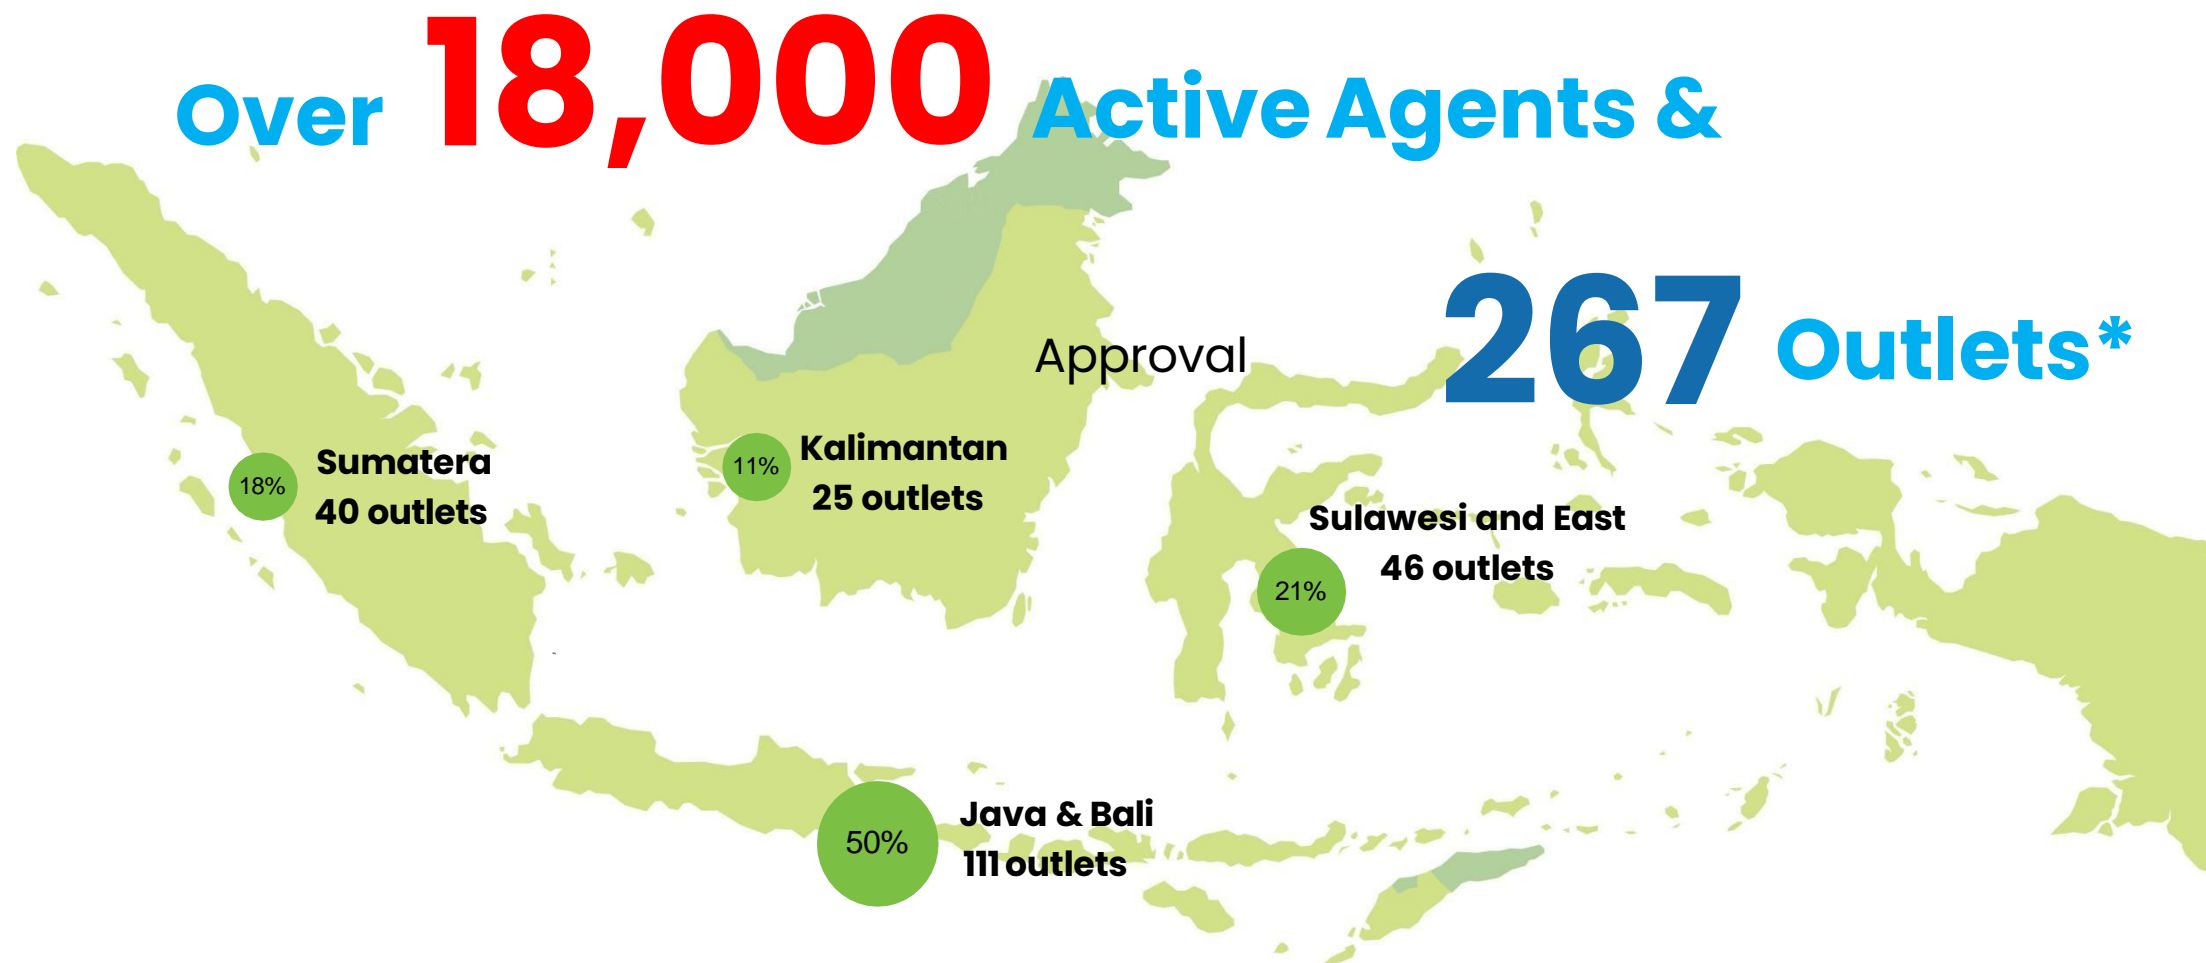 Over 18,000 Active Agents &
267 Outlets*
Approval
Sumatera
40 outlets
18%
Kalimantan
25 outlets
11%
Sulawesi and East
46 outlets
21%
Java & Bali
111 outlets
50%